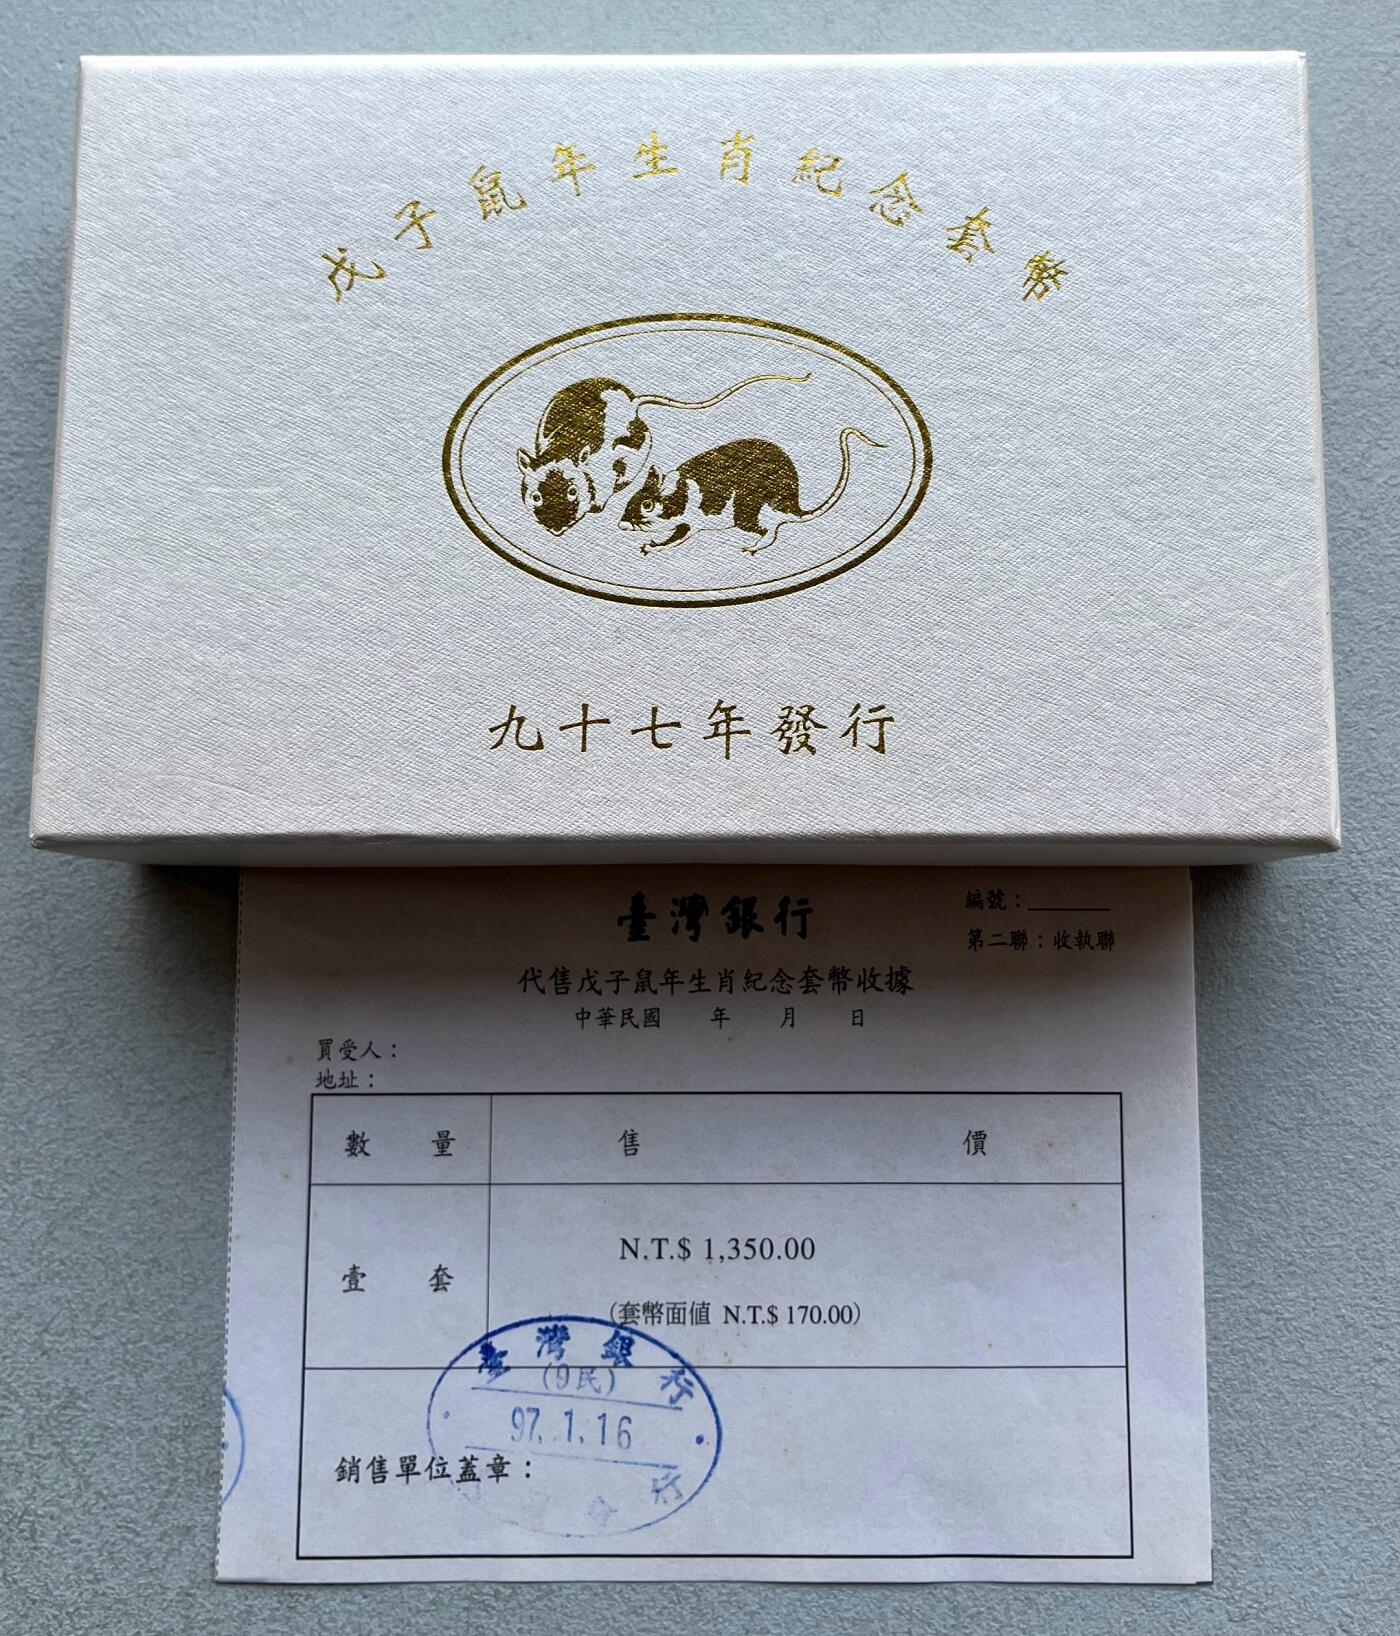 戊子鼠年生肖紀念套幣
九十七年發行
臺灣銀行
編號：
第二聯：收執聯
代售戊子鼠年生肖紀念套幣收據
中華民國 年 月 日
買受人：
地址：
數量 售價
壹套 N.T.$ 1,350.00
(套幣面值 N.T.$ 170.00)
臺灣銀行
(9民)
97. 1. 16
行
銷售單位蓋章：